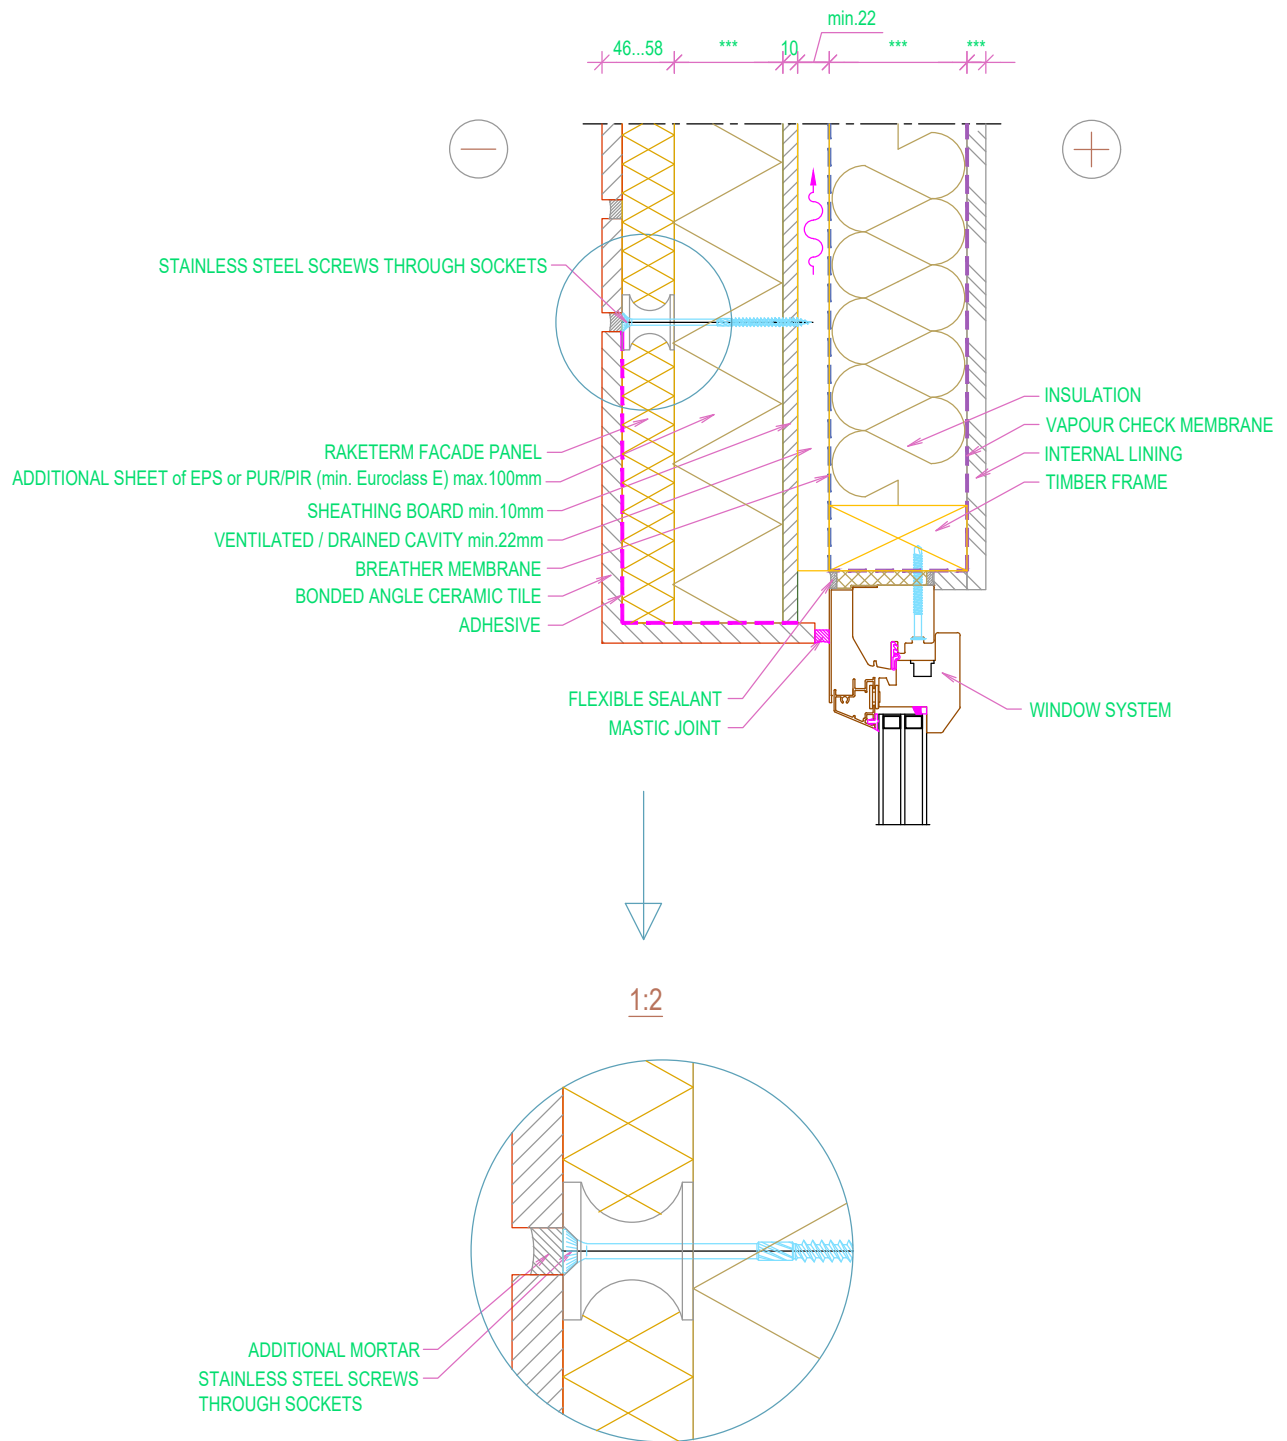 min.22
46...58
***
10
***
***
STAINLESS STEEL SCREWS THROUGH SOCKETS
RAKETERM FACADE PANEL
ADDITIONAL SHEET of EPS or PUR/PIR (min. Euroclass E) max.100mm
SHEATHING BOARD min.10mm
VENTILATED / DRAINED CAVITY min.22mm
BREATHER MEMBRANE
BONDED ANGLE CERAMIC TILE
ADHESIVE
INSULATION
VAPOUR CHECK MEMBRANE
INTERNAL LINING
TIMBER FRAME
FLEXIBLE SEALANT
MASTIC JOINT
WINDOW SYSTEM
1:2
ADDITIONAL MORTAR
STAINLESS STEEL SCREWS
THROUGH SOCKETS